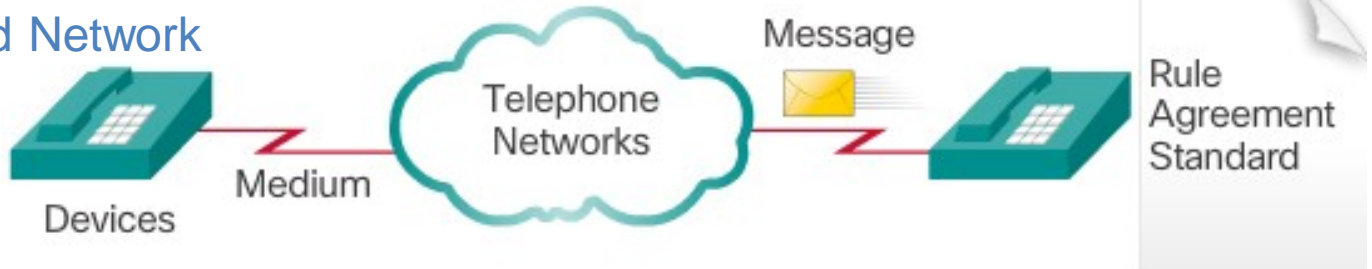 d Network
Message
Telephone
Networks
Rule
Agreement
Standard
Medium
Devices